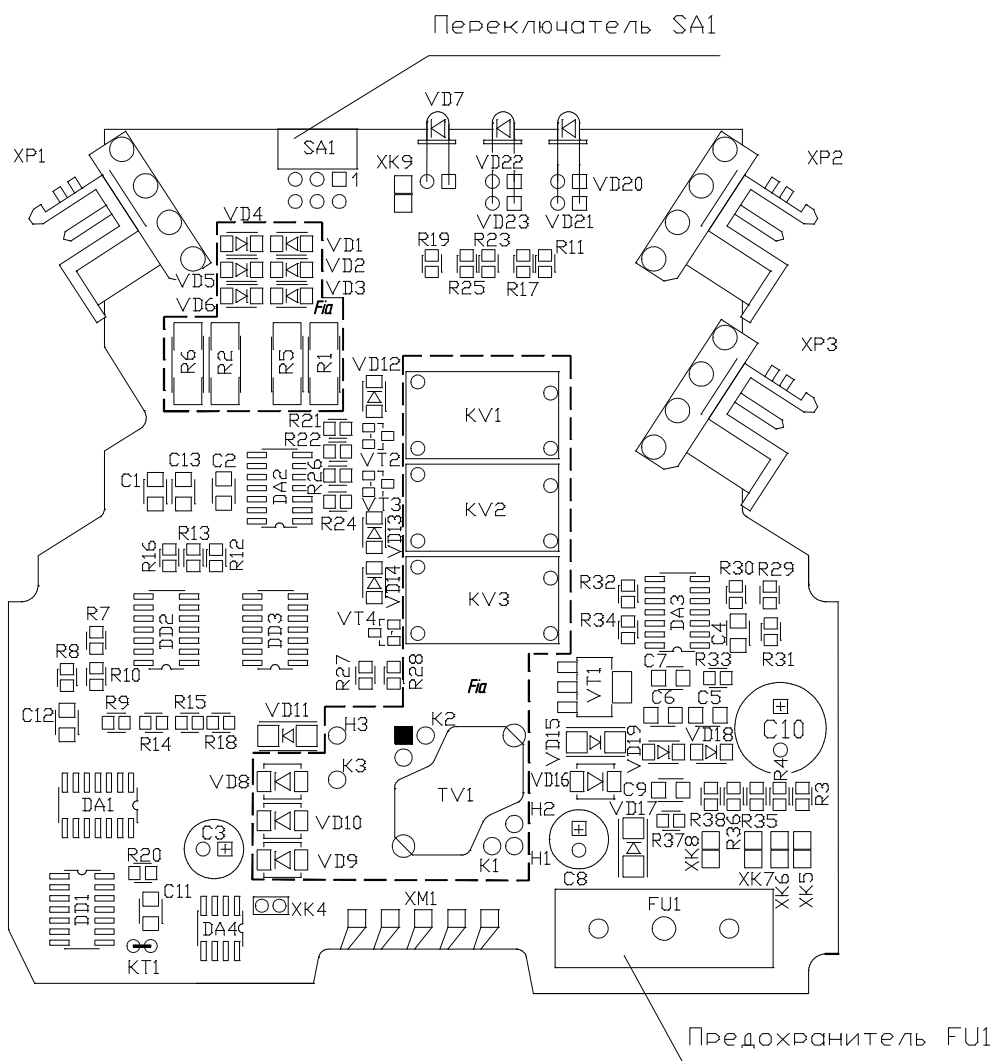 Переключатель SA1
VD7
XP1
SA1
XK9
VD22
XP2
1
VD20
VD4
VD23
VD21
VD1
R19
R23
R11
VD5
VD2
R25
R17
VD6
VD3
Fia
XP3
R6
R2
R5
R1
VD12
R21
KV1
R22
VT2
C1
C13
C2
DA2
R26
VT3
KV2
R24
VD13
R13
R16
R12
VD14
KV3
R32
R30
R29
R7
DD2
DD3
VT4
R34
DA3
C4
R8
R10
R27
R28
VT1
C7
R33
R31
Fia
C12
R9
R15
C6
C5
R14
R18
VD11
H3
K2
VD15
VD19
VD18
C10
VD8
K3
VD16
R4
DA1
TV1
C9
R3
VD10
H2
VD17
R38
R36
R35
C3
R37
VD9
K1
H1
R20
C8
XK8
XK7
XK6
XK5
DD1
C11
XK4
XM1
FU1
DA4
KT1
Предохранитель FU1